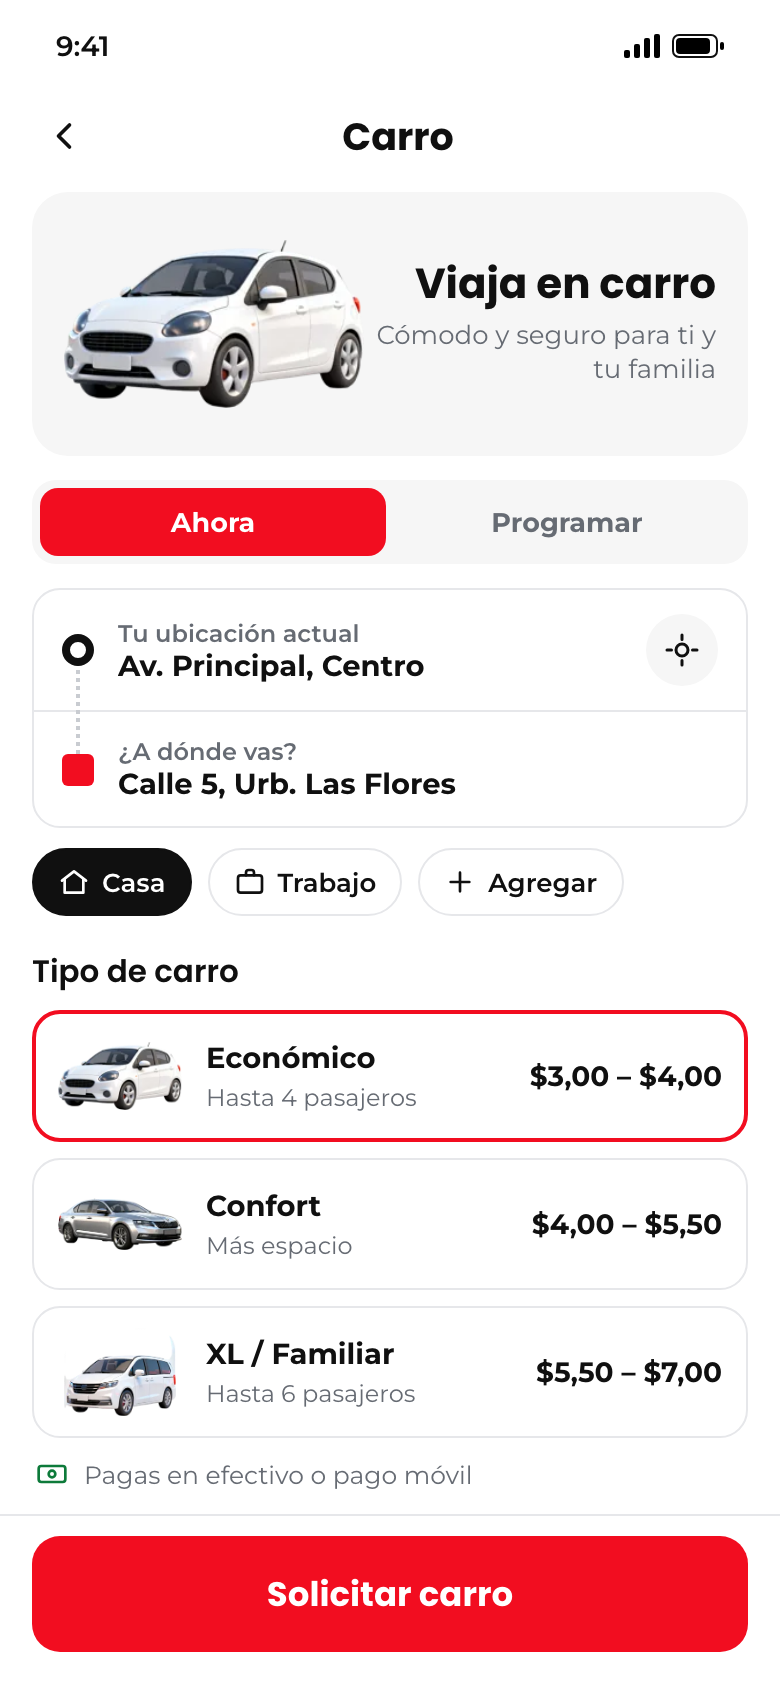 9:41
Carro
Viaja en carro
Cómodo y seguro para ti y
tu familia
Ahora
Programar
Tu ubicación actual
Av. Principal, Centro
¿A dónde vas?
Calle 5, Urb. Las Flores
Casa
Trabajo
Agregar
Tipo de carro
Económico
Hasta 4 pasajeros
$3,00 – $4,00
Confort
Más espacio
$4,00 – $5,50
XL / Familiar
Hasta 6 pasajeros
$5,50 – $7,00
Pagas en efectivo o pago móvil
Solicitar carro